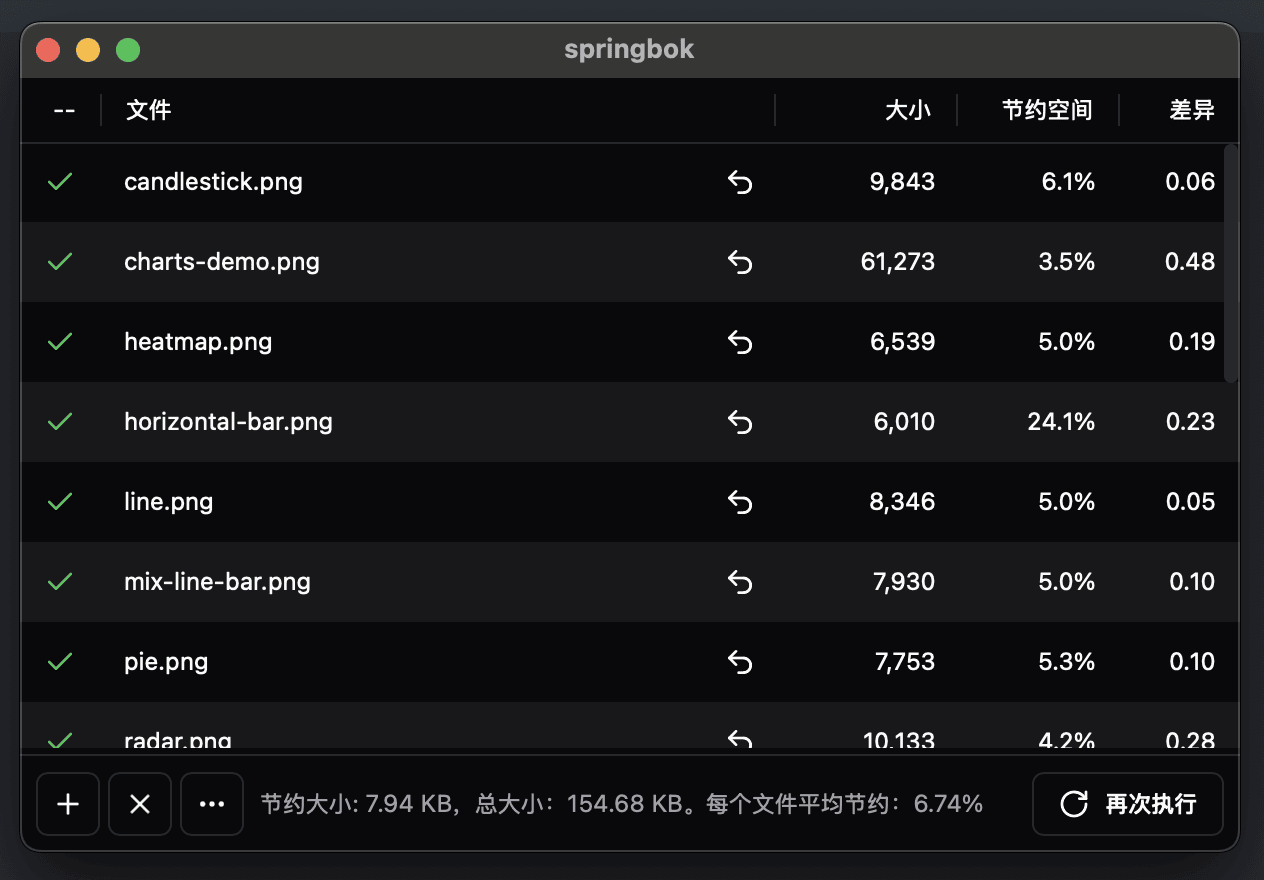 springbok
-- 文件 大小 节约空间 差异
candlestick.png 9,843 6.1% 0.06
charts-demo.png 61,273 3.5% 0.48
heatmap.png 6,539 5.0% 0.19
horizontal-bar.png 6,010 24.1% 0.23
line.png 8,346 5.0% 0.05
mix-line-bar.png 7,930 5.0% 0.10
pie.png 7,753 5.3% 0.10
radar.png 10,133 4.2% 0.28
节约大小: 7.94 KB，总大小：154.68 KB。每个文件平均节约：6.74% 再次执行